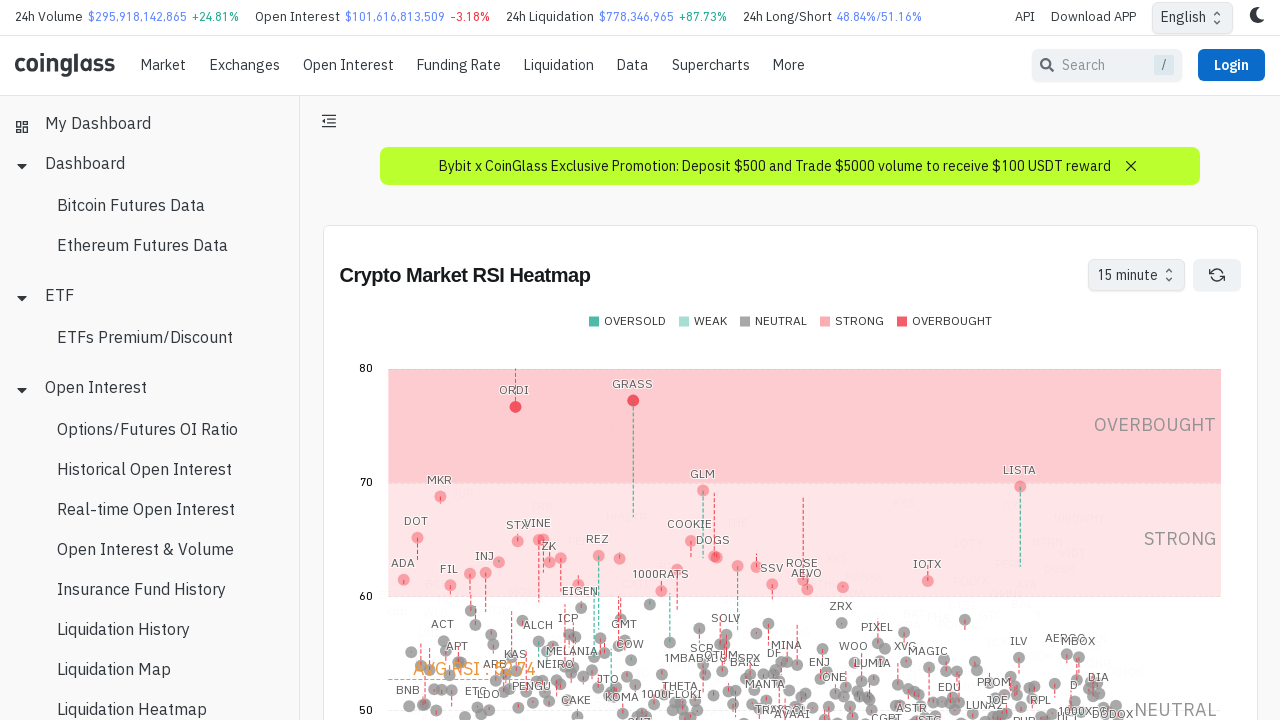 24h Volume $295,918,142,865 +24.81% Open Interest $101,616,813,509 -3.18% 24h Liquidation $778,346,965 +87.73% 24h Long/Short 48.84%/51.16% API Download APP English
coinglass Market Exchanges Open Interest Funding Rate Liquidation Data Supercharts More Search / Login
My Dashboard
Dashboard
Bitcoin Futures Data
Ethereum Futures Data
ETF
ETFs Premium/Discount
Open Interest
Options/Futures OI Ratio
Historical Open Interest
Real-time Open Interest
Open Interest & Volume
Insurance Fund History
Liquidation History
Liquidation Map
Liquidation Heatmap
Bybit x CoinGlass Exclusive Promotion: Deposit $500 and Trade $5000 volume to receive $100 USDT reward
Crypto Market RSI Heatmap 15 minute
OVERSOLD WEAK NEUTRAL STRONG OVERBOUGHT
80
GRASS
ORDI
OVERBOUGHT
LISTA
GLM
MKR
70
DOT STX VINE COOKIE
REZ DOGS STRONG
ZK
INJ
ADA FIL 1000RATS SSV ROSE IOTX
AEVO
EIGEN
60
ZRX
ICP SOLV
ACT ALCH GMT PIXEL
AERGO MBOX ILV
APT COW MINA WOO XVG
KAS MELANIA SCR DF MAGIC
1MBABYDOGE SPX
ARB NEIRO ENJ LUMIA
AVG RSI : 52.74
JTO ONE DIA
BNB PENGU THETA MANTA EDU PROM D
ETC LDO KOMA 1000FLOKI RPL
CAKE ASTR LUNA2
50 NEUTRAL